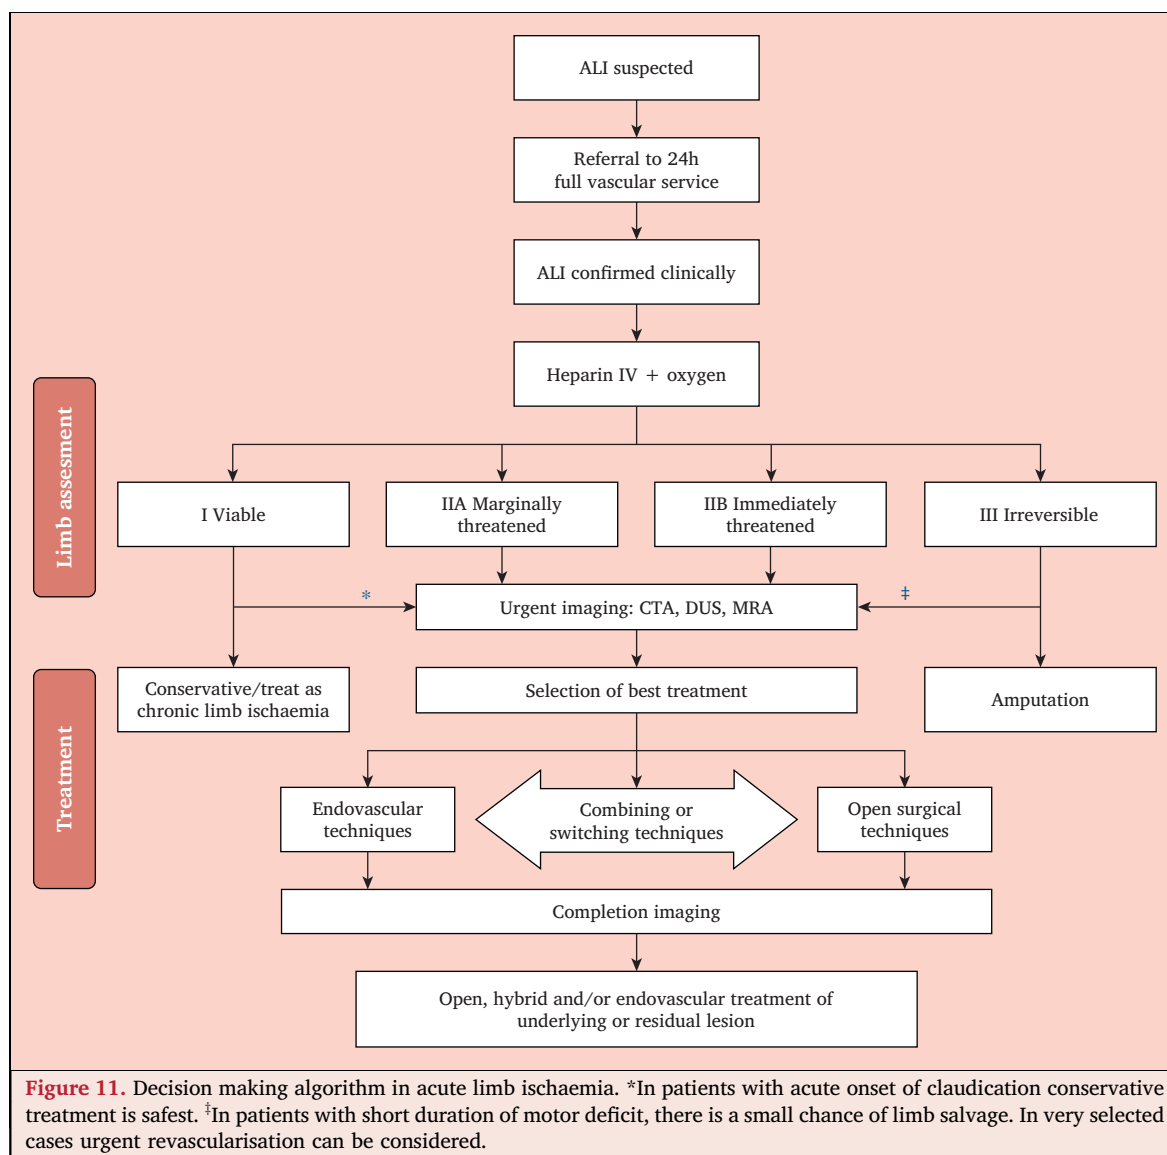 ALI suspected
Referral to 24h
full vascular service
ALI confirmed clinically
Heparin IV + oxygen
Limb assesment
I Viable
IIA Marginally
threatened
IIB Immediately
threatened
III Irreversible
*
Urgent imaging: CTA, DUS, MRA
‡
Treatment
Conservative/treat as
chronic limb ischaemia
Selection of best treatment
Amputation
Endovascular
techniques
Combining or
switching techniques
Open surgical
techniques
Completion imaging
Open, hybrid and/or endovascular treatment of
underlying or residual lesion
Figure 11. Decision making algorithm in acute limb ischaemia. *In patients with acute onset of claudication conservative
treatment is safest. ‡In patients with short duration of motor deficit, there is a small chance of limb salvage. In very selected
cases urgent revascularisation can be considered.